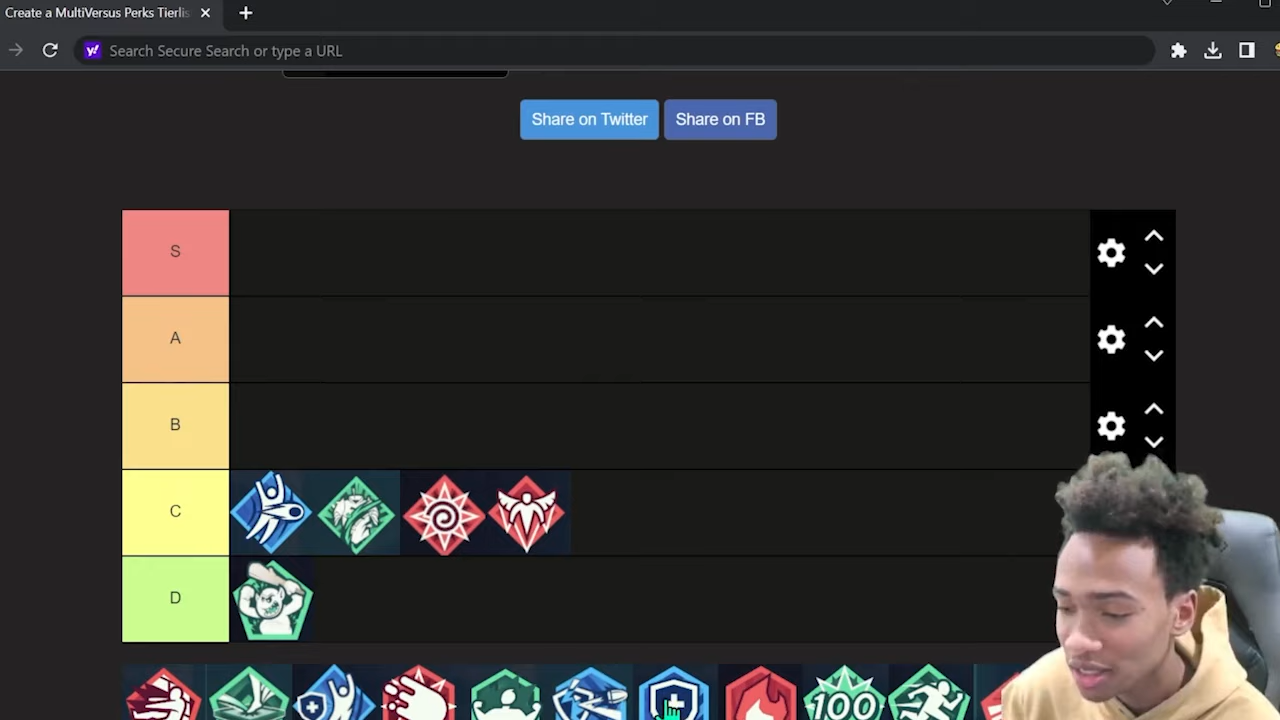 Create a MultiVersus Perks Tierlis
y!
Search Secure Search or type a URL
Share on Twitter
Share on FB
S
A
B
C
D
100